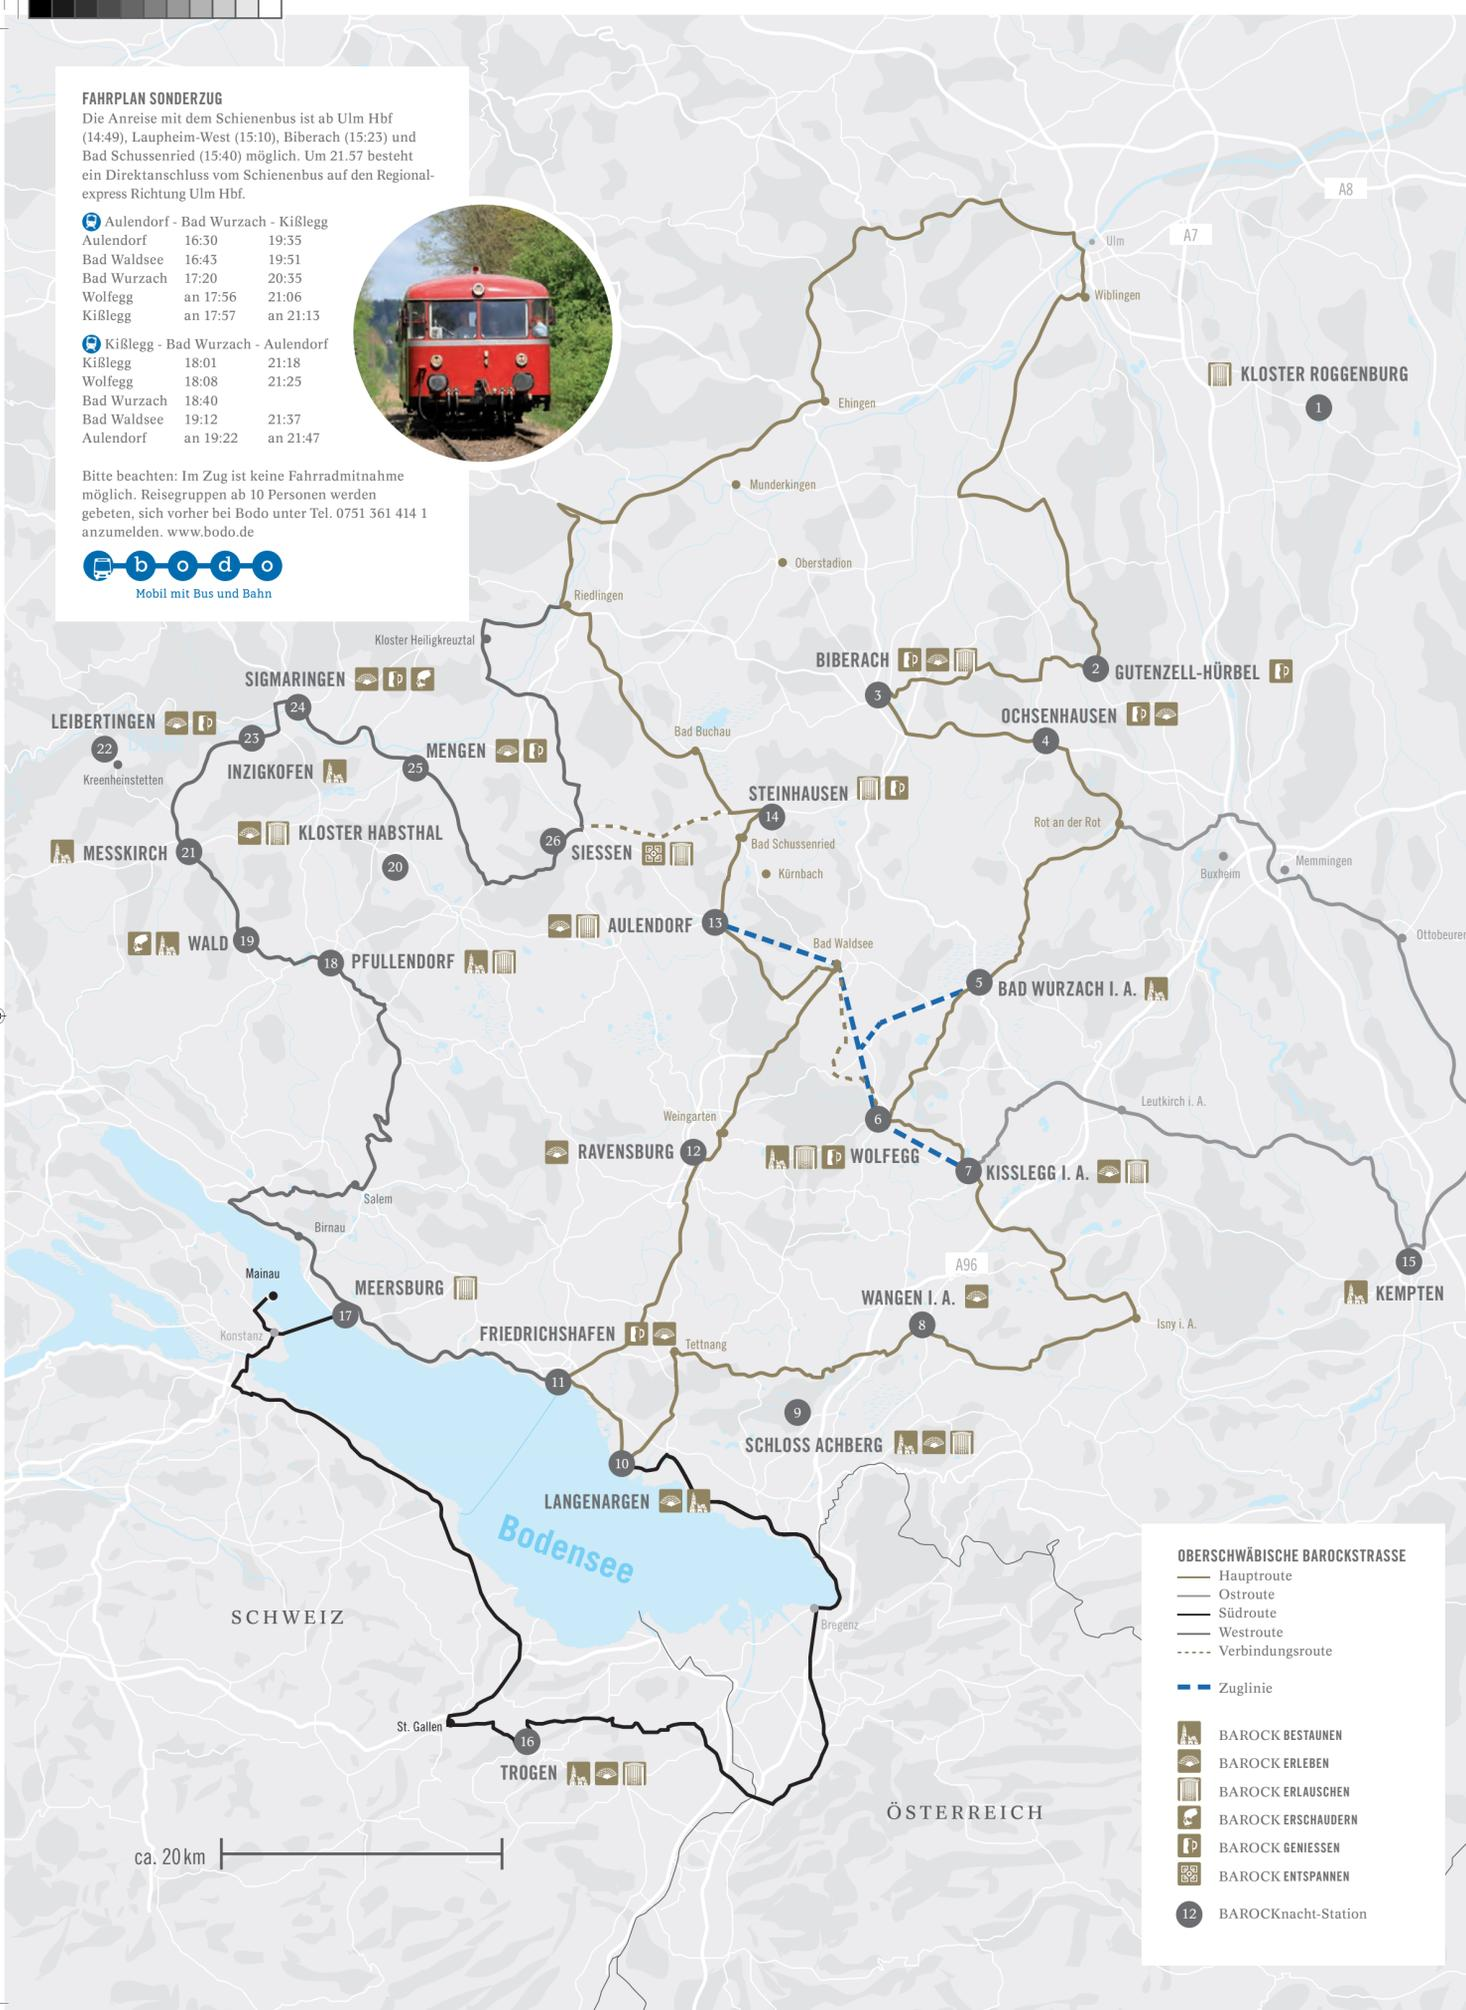 FAHRPLAN SONDERZUG
Die Anreise mit dem Schienenbus ist ab Ulm Hbf
(14:49), Laupheim-West (15:10), Biberach (15:23) und
Bad Schussenried (15:40) möglich. Um 21.57 besteht
ein Direktanschluss vom Schienenbus auf den Regional-
express Richtung Ulm Hbf.
Aulendorf - Bad Wurzach - Kißlegg
Aulendorf 16:30 19:35
Bad Waldsee 16:43 19:51
Bad Wurzach 17:20 20:35
Wolfegg an 17:56 21:06
Kißlegg an 17:57 an 21:13
Kißlegg - Bad Wurzach - Aulendorf
Kißlegg 18:01 21:18
Wolfegg 18:08 21:25
Bad Wurzach 18:40
Bad Waldsee 19:12 21:37
Aulendorf an 19:22 an 21:47
Bitte beachten: Im Zug ist keine Fahrradmitnahme
möglich. Reisegruppen ab 10 Personen werden
gebeten, sich vorher bei Bodo unter Tel. 0751 361 414 1
anzumelden. www.bodo.de
bodo
Mobil mit Bus und Bahn
A8
A7
Ulm
Wiblingen
KLOSTER ROGGENBURG
1
Ehingen
Munderkingen
Oberstadion
Riedlingen
Kloster Heiligkreuztal
BIBERACH
3
2
GUTENZELL-HÜRBEL
SIGMARINGEN
24
OCHSENHAUSEN
4
LEIBERTINGEN
22
Kreenheinstetten
23
INZIGKOFEN
MENGEN
25
Bad Buchau
STEINHAUSEN
14
Rot an der Rot
KLOSTER HABSTHAL
20
26
SIESSEN
Bad Schussenried
Kürnbach
MESSKIRCH
21
Buxheim
Memmingen
AULENDORF
13
Ottobeuren
WALD
19
Bad Waldsee
18
PFULLENDORF
5
BAD WURZACH I. A.
Leutkirch i. A.
Weingarten
6
RAVENSBURG
12
WOLFEGG
7
KISSLEGG I. A.
Salem
Birnau
A96
15
KEMPTEN
Mainau
MEERSBURG
17
WANGEN I. A.
8
Isny i. A.
Konstanz
FRIEDRICHSHAFEN
Tettnang
11
9
SCHLOSS ACHBERG
10
LANGENARGEN
Bodensee
SCHWEIZ
Bregenz
St. Gallen
16
TROGEN
ÖSTERREICH
ca. 20 km
OBERSCHWÄBISCHE BAROCKSTRASSE
Hauptroute
Ostroute
Südroute
Westroute
Verbindungsroute
Zuglinie
BAROCK BESTAUNEN
BAROCK ERLEBEN
BAROCK ERLAUSCHEN
BAROCK ERSCHAUDERN
BAROCK GENIESSEN
BAROCK ENTSPANNEN
12 BAROCKnacht-Station